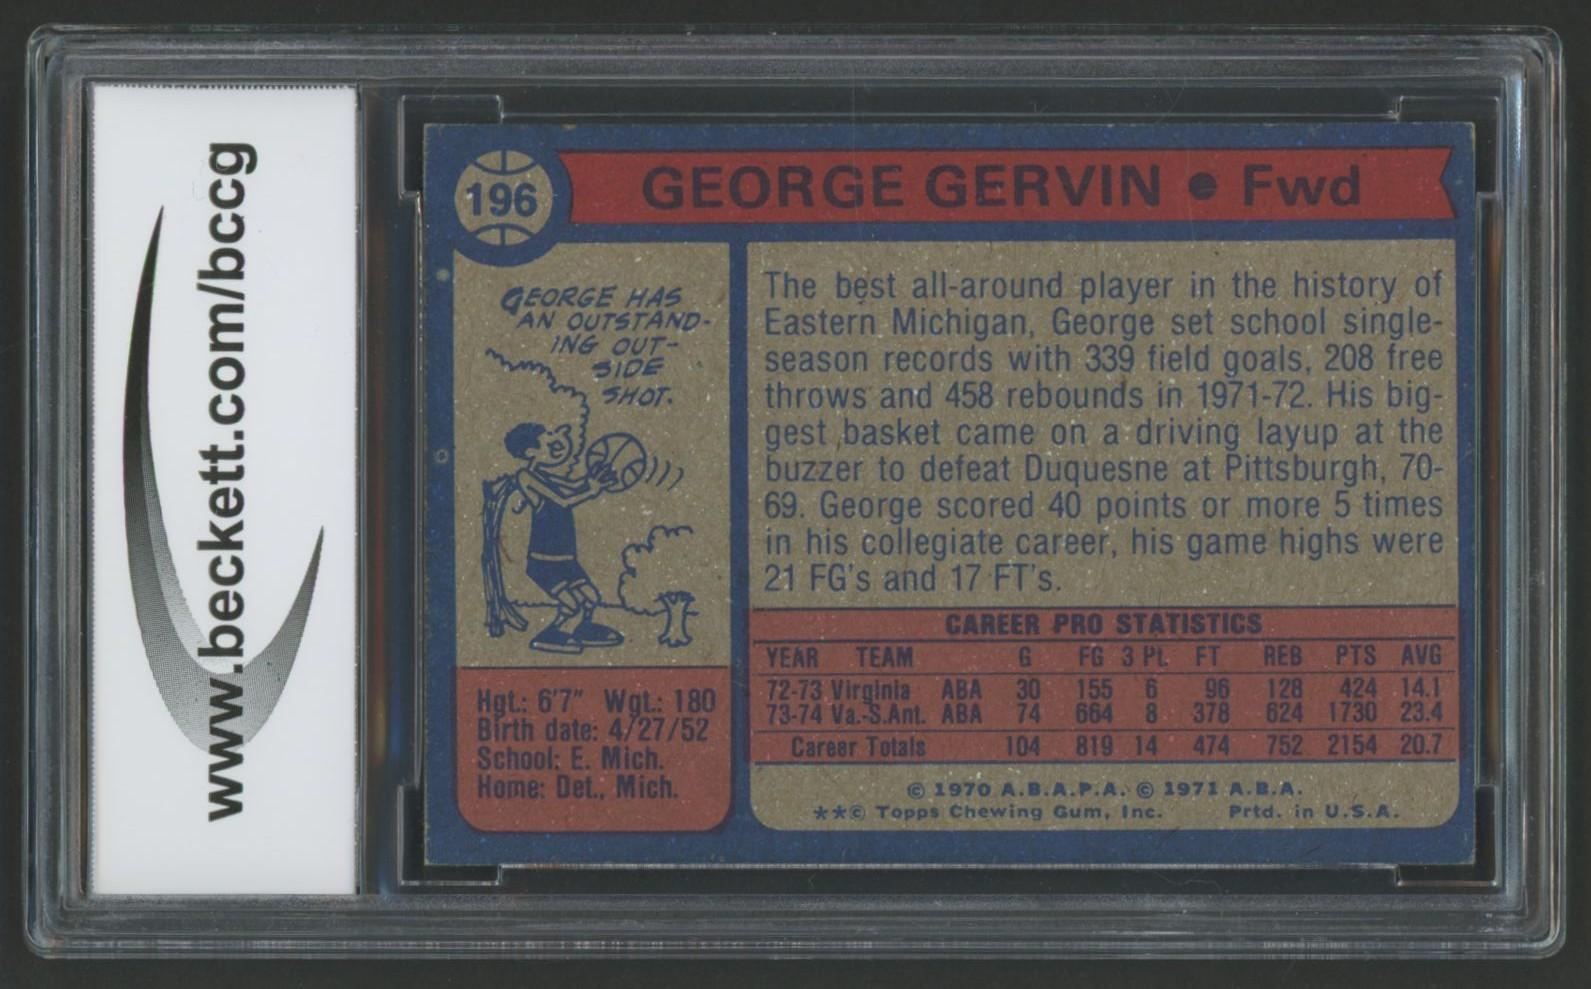 www.beckett.com/bccg
196
GEORGE GERVIN • Fwd
GEORGE HAS
AN OUTSTAND-
ING OUT-
SIDE
SHOT.
The best all-around player in the history of
Eastern Michigan, George set school single-
season records with 339 field goals, 208 free
throws and 458 rebounds in 1971-72. His big-
gest basket came on a driving layup at the
buzzer to defeat Duquesne at Pittsburgh, 70-
69. George scored 40 points or more 5 times
in his collegiate career, his game highs were
21 FG's and 17 FT's.
Hgt.: 6'7" Wgt.: 180
Birth date: 4/27/52
School: E. Mich.
Home: Det., Mich.
CAREER PRO STATISTICS
YEAR TEAM G FG 3 PL FT REB PTS AVG
72-73 Virginia ABA 30 155 6 96 128 424 14.1
73-74 Va.-S.Ant. ABA 74 664 8 378 624 1730 23.4
Career Totals 104 819 14 474 752 2154 20.7
© 1970 A.B.A.P.A. © 1971 A.B.A.
**© Topps Chewing Gum, Inc. Prtd. in U.S.A.